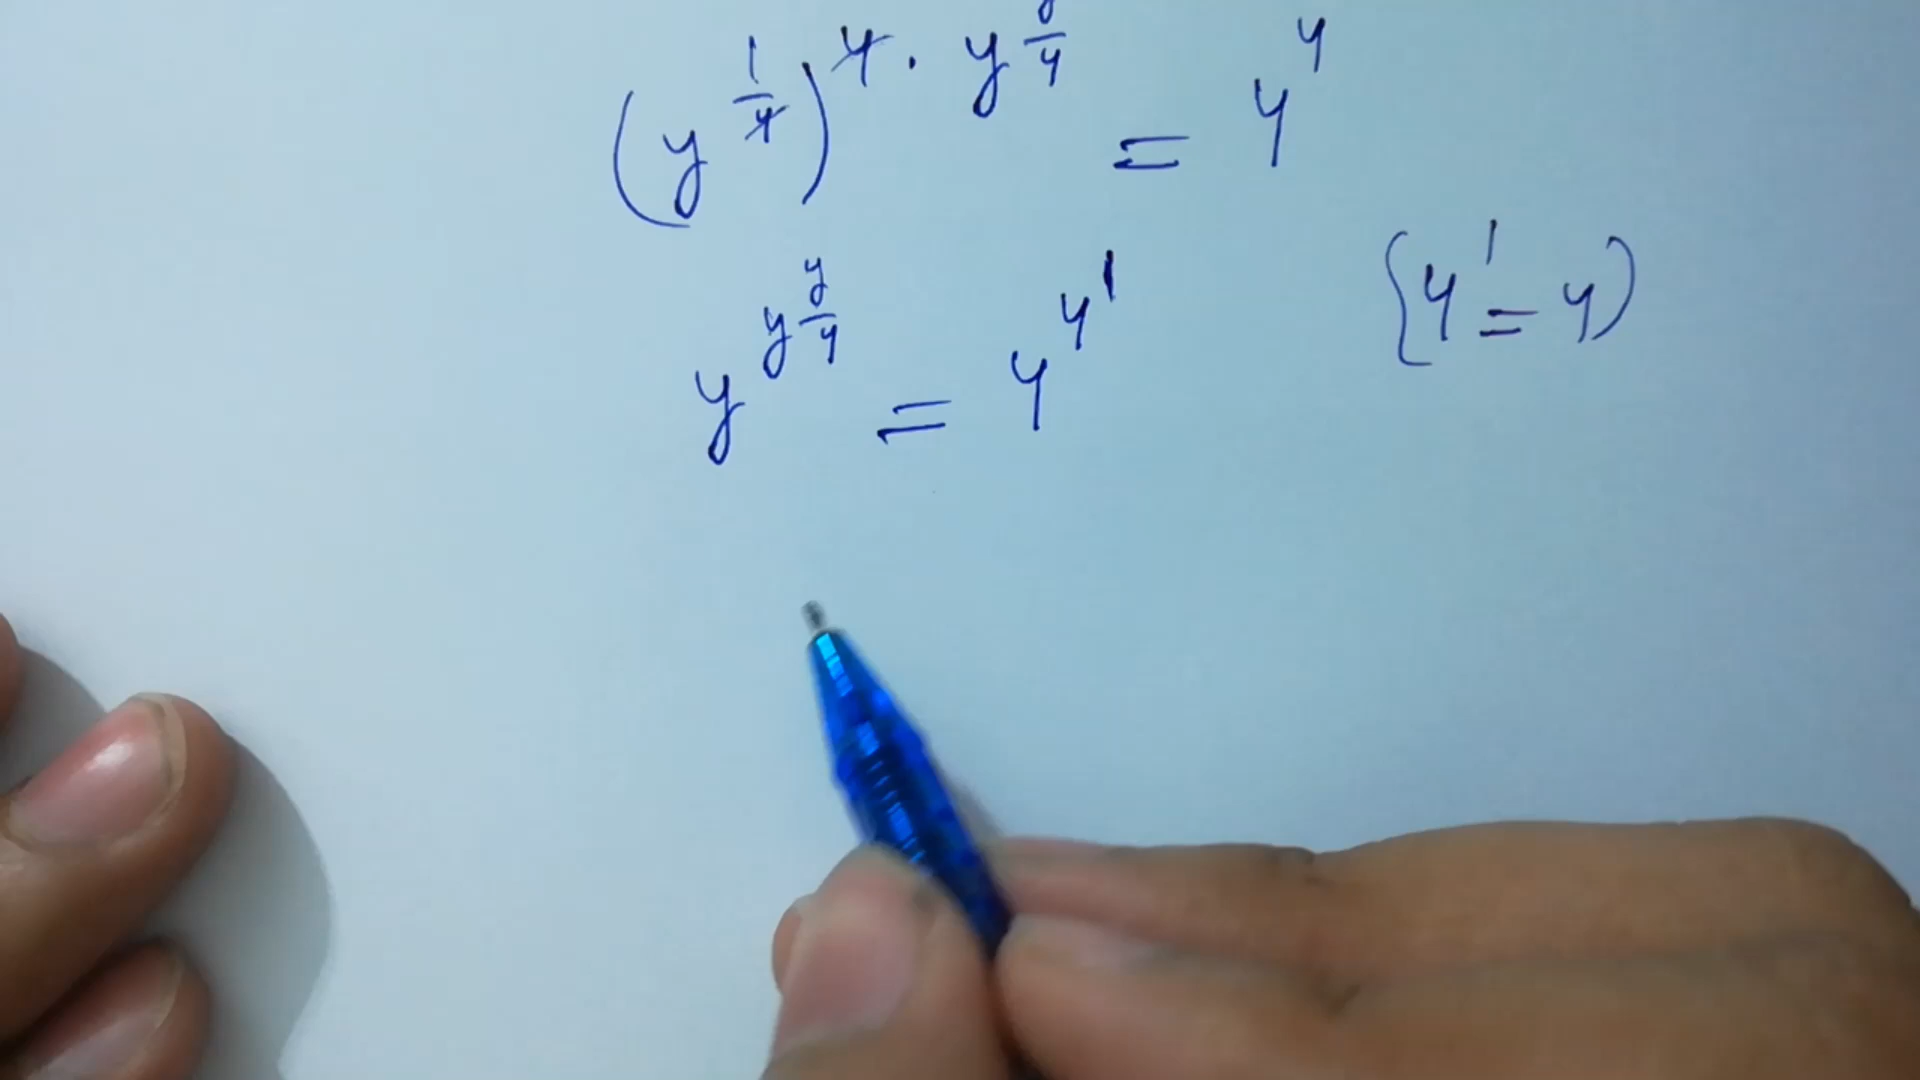 (y^{1/4})^{4 · y^{y/4}} = 4^4
y^{y^{y/4}} = 4^{4^1} {4^1 = 4)